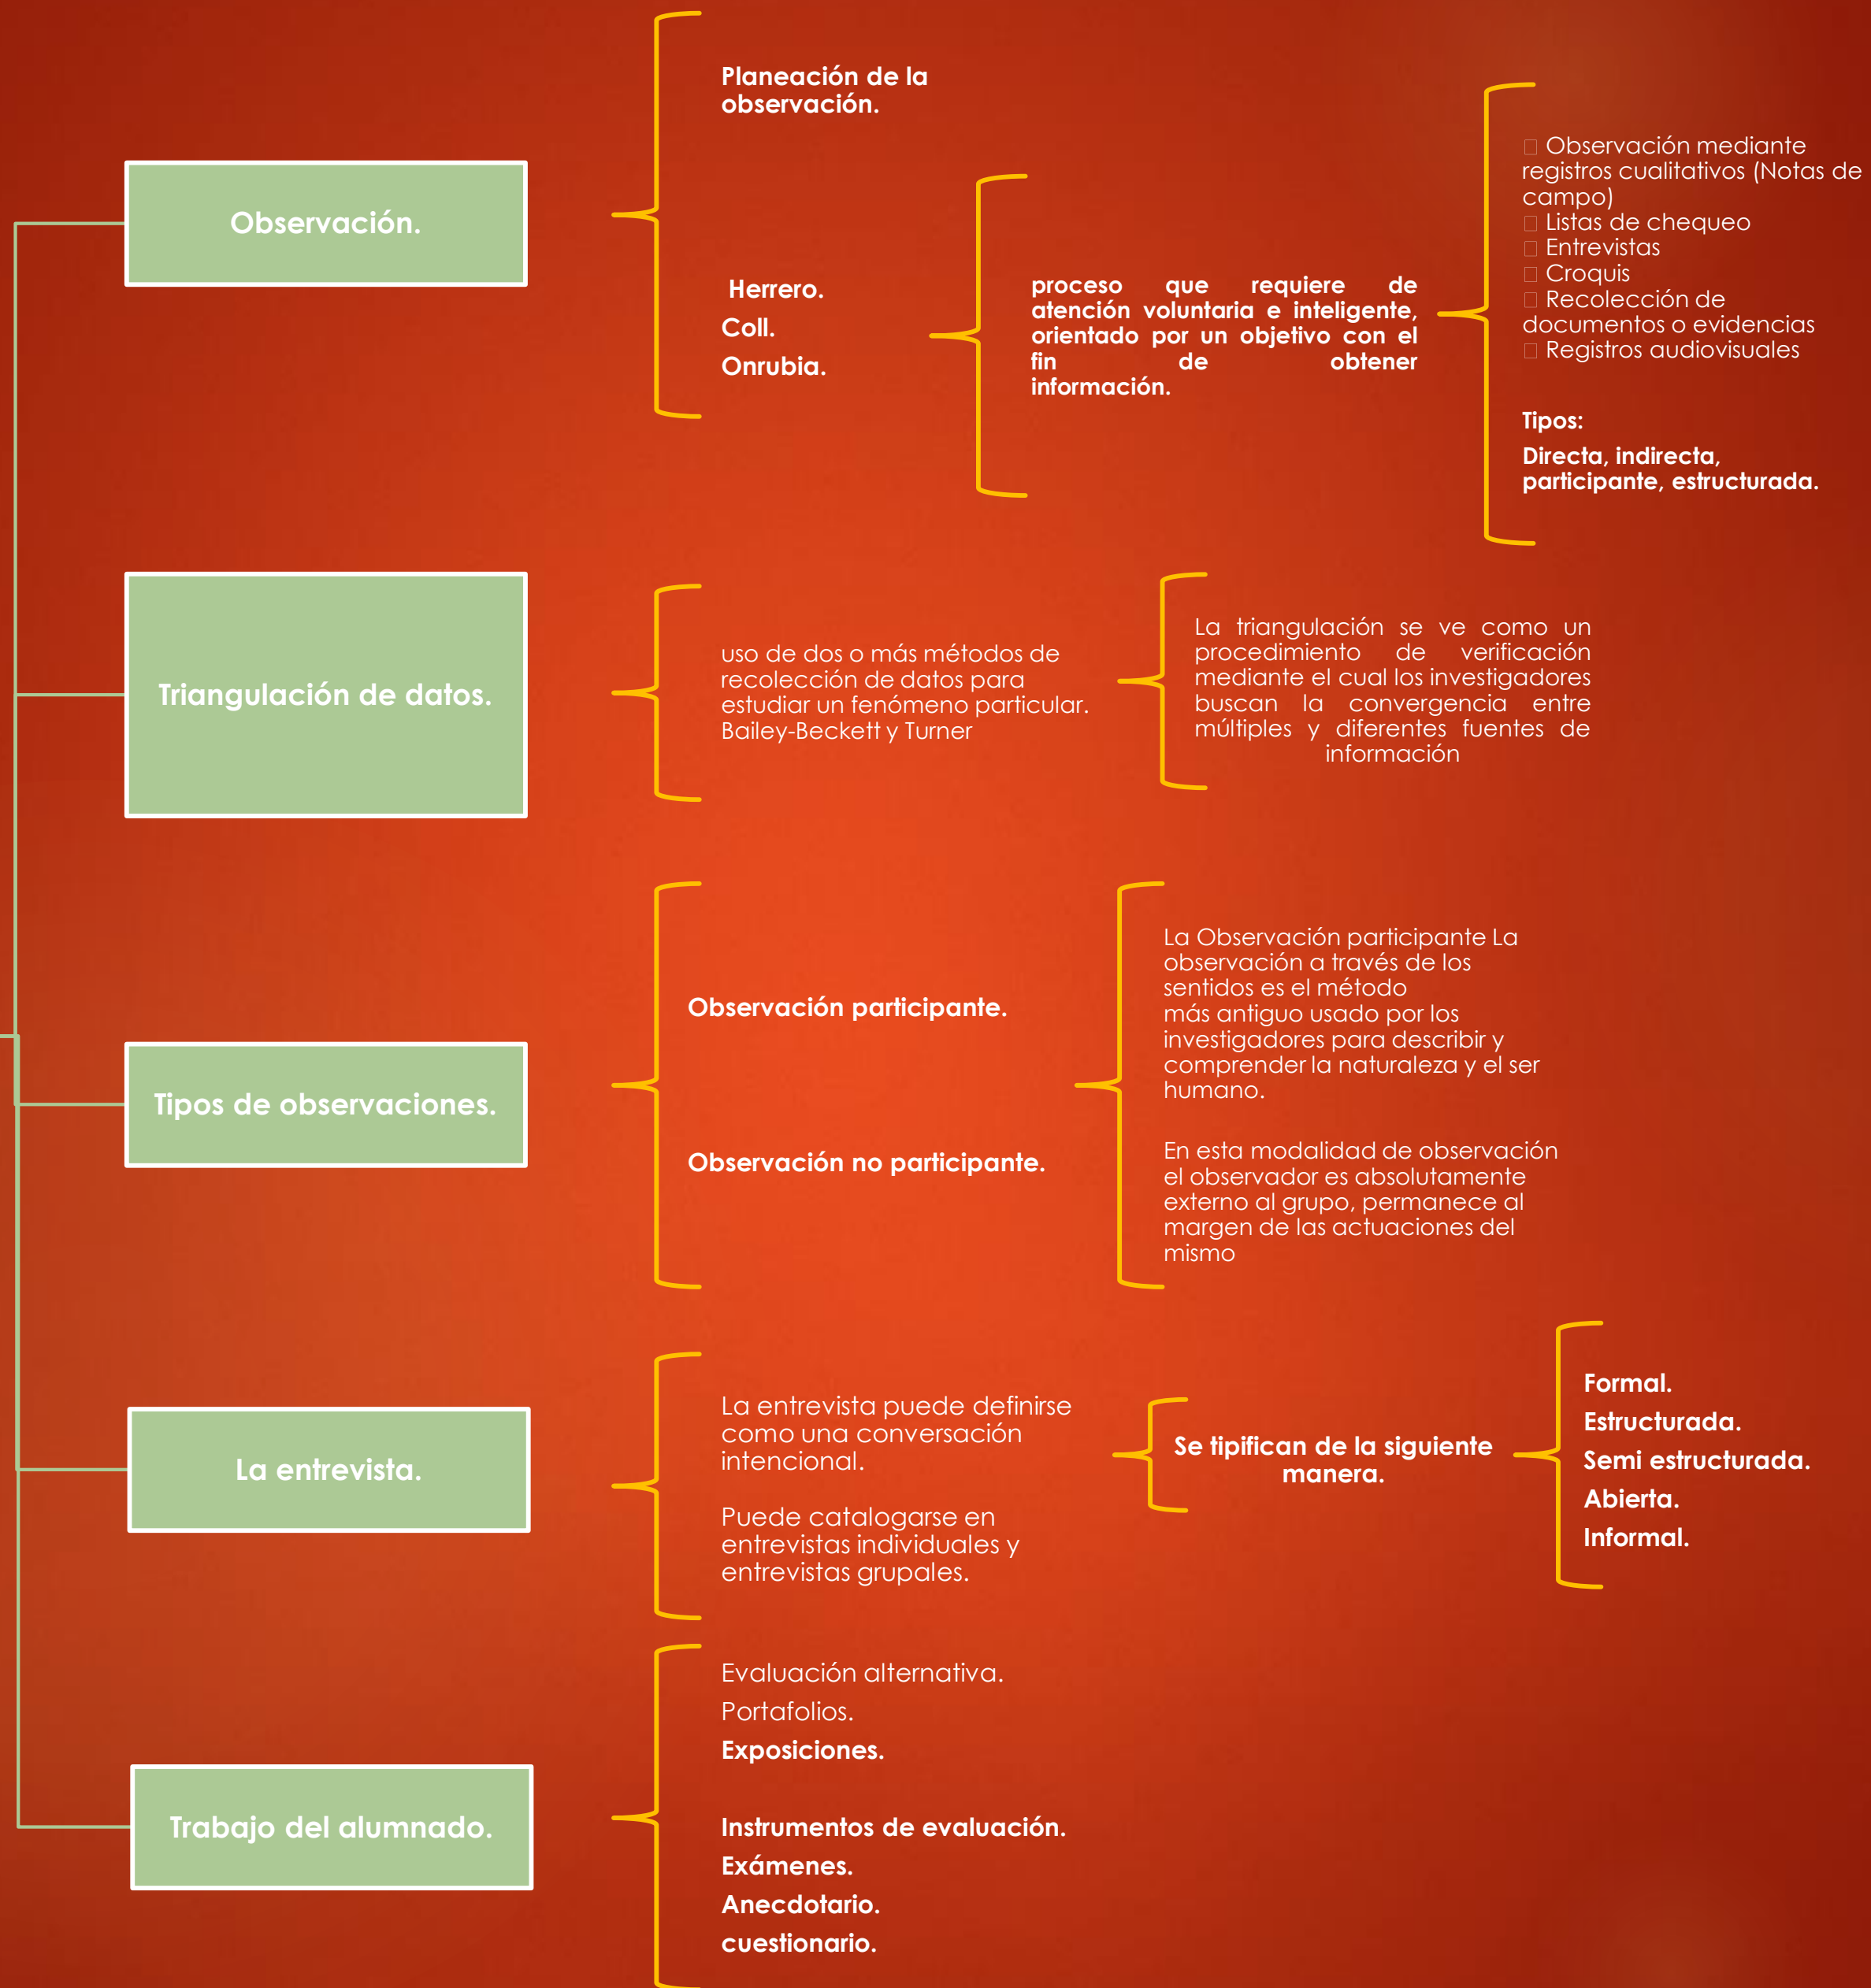 Observación.
Planeación de la
observación.
Herrero.
Coll.
Onrubia.
proceso que requiere de
atención voluntaria e inteligente,
orientado por un objetivo con el
fin de obtener
información.
Observación mediante
registros cualitativos (Notas de
campo)
Listas de chequeo
Entrevistas
Croquis
Recolección de
documentos o evidencias
Registros audiovisuales
Tipos:
Directa, indirecta,
participante, estructurada.
Triangulación de datos.
uso de dos o más métodos de
recolección de datos para
estudiar un fenómeno particular.
Bailey-Beckett y Turner
La triangulación se ve como un
procedimiento de verificación
mediante el cual los investigadores
buscan la convergencia entre
múltiples y diferentes fuentes de
información
Tipos de observaciones.
Observación participante.
Observación no participante.
La Observación participante La
observación a través de los
sentidos es el método
más antiguo usado por los
investigadores para describir y
comprender la naturaleza y el ser
humano.
En esta modalidad de observación
el observador es absolutamente
externo al grupo, permanece al
margen de las actuaciones del
mismo
La entrevista.
La entrevista puede definirse
como una conversación
intencional.
Puede catalogarse en
entrevistas individuales y
entrevistas grupales.
Se tipifican de la siguiente
manera.
Formal.
Estructurada.
Semi estructurada.
Abierta.
Informal.
Trabajo del alumnado.
Evaluación alternativa.
Portafolios.
Exposiciones.
Instrumentos de evaluación.
Exámenes.
Anecdotario.
cuestionario.